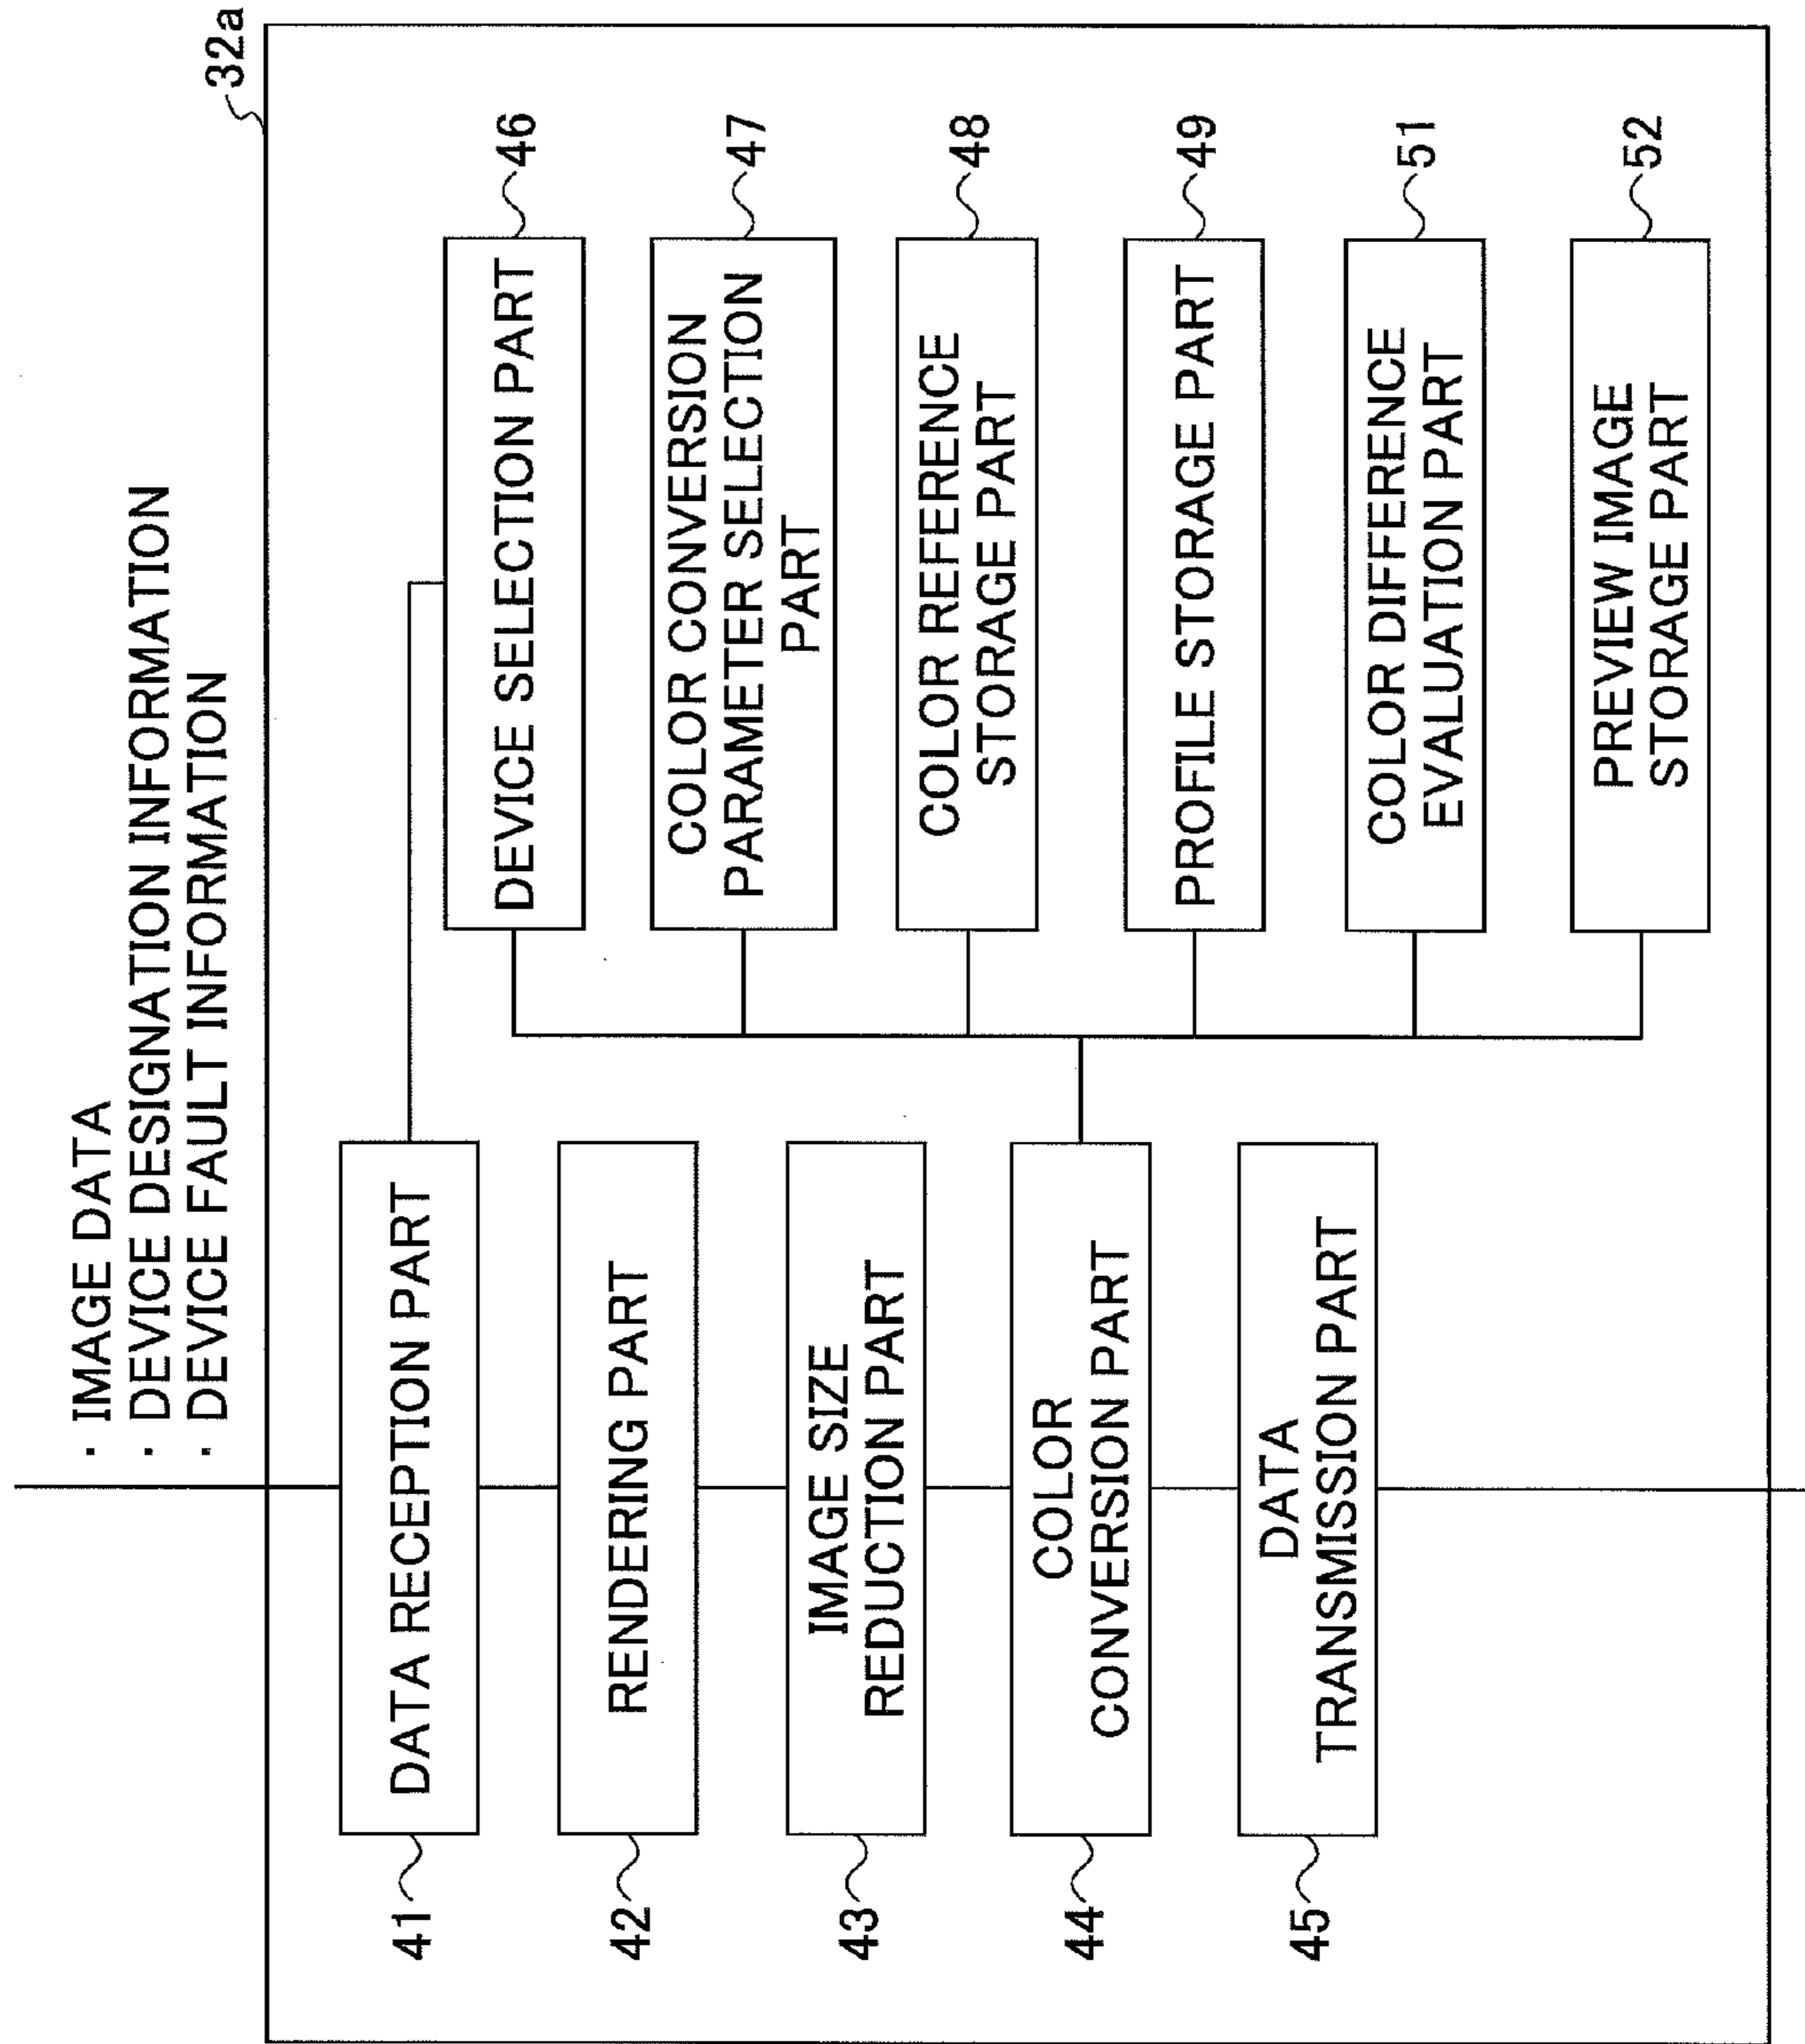 · IMAGE DATA
· DEVICE DESIGNATION INFORMATION
· DEVICE FAULT INFORMATION
32a
41
DATA RECEPTION PART
42
RENDERING PART
43
IMAGE SIZE
REDUCTION PART
44
COLOR
CONVERSION PART
45
DATA
TRANSMISSION PART
DEVICE SELECTION PART
46
COLOR CONVERSION
PARAMETER SELECTION
PART
47
COLOR REFERENCE
STORAGE PART
48
PROFILE STORAGE PART
49
COLOR DIFFERENCE
EVALUATION PART
51
PREVIEW IMAGE
STORAGE PART
52